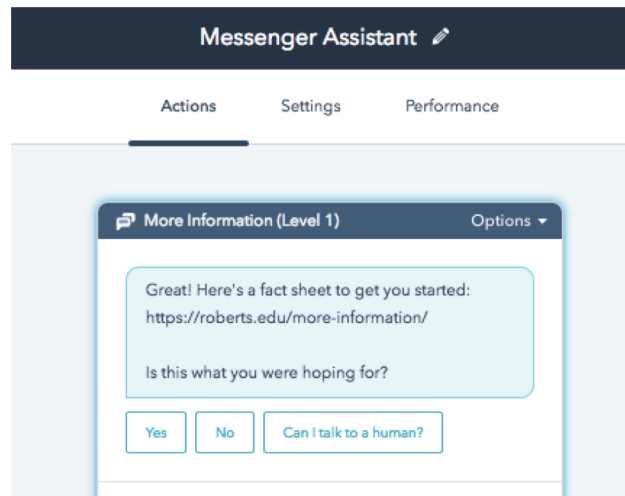 Messenger Assistant
Actions Settings Performance
More Information (Level 1) Options
Great! Here's a fact sheet to get you started:
https://roberts.edu/more-information/
Is this what you were hoping for?
Yes No Can I talk to a human?